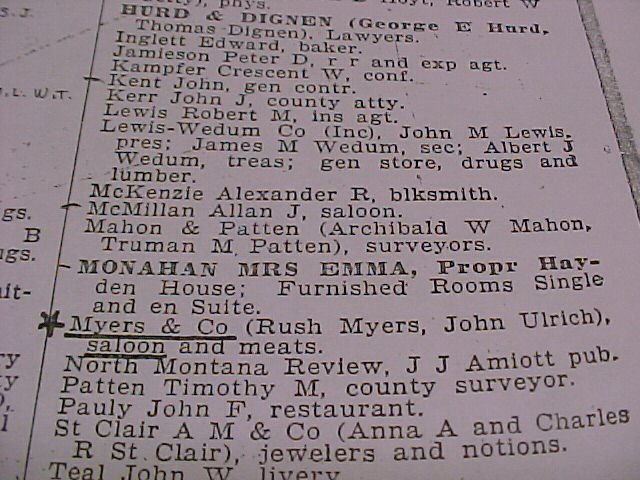 phys.
Robert W
HURD & DIGNEN (George E Hurd,
Thomas Dignen), Lawyers.
Inglett Edward, baker.
Jamieson Peter D, r r and exp agt.
Kampfer Crescent W, conf.
Kent John, gen contr.
Kerr John J, county atty.
Lewis Robert M, ins agt.
Lewis-Wedum Co (Inc), John M Lewis,
pres; James M Wedum, sec; Albert J
Wedum, treas; gen store, drugs and
lumber.
McKenzie Alexander R, blksmith.
McMillan Allan J, saloon.
Mahon & Patten (Archibald W Mahon,
Truman M Patten), surveyors.
MONAHAN MRS EMMA, Propr Hay-
den House; Furnished Rooms Single
and en Suite.
Myers & Co (Rush Myers, John Ulrich),
saloon and meats.
North Montana Review, J J Amiott pub.
Patten Timothy M, county surveyor.
Pauly John F, restaurant.
St Clair A M & Co (Anna A and Charles
R St Clair), jewelers and notions.
Teal John W, livery